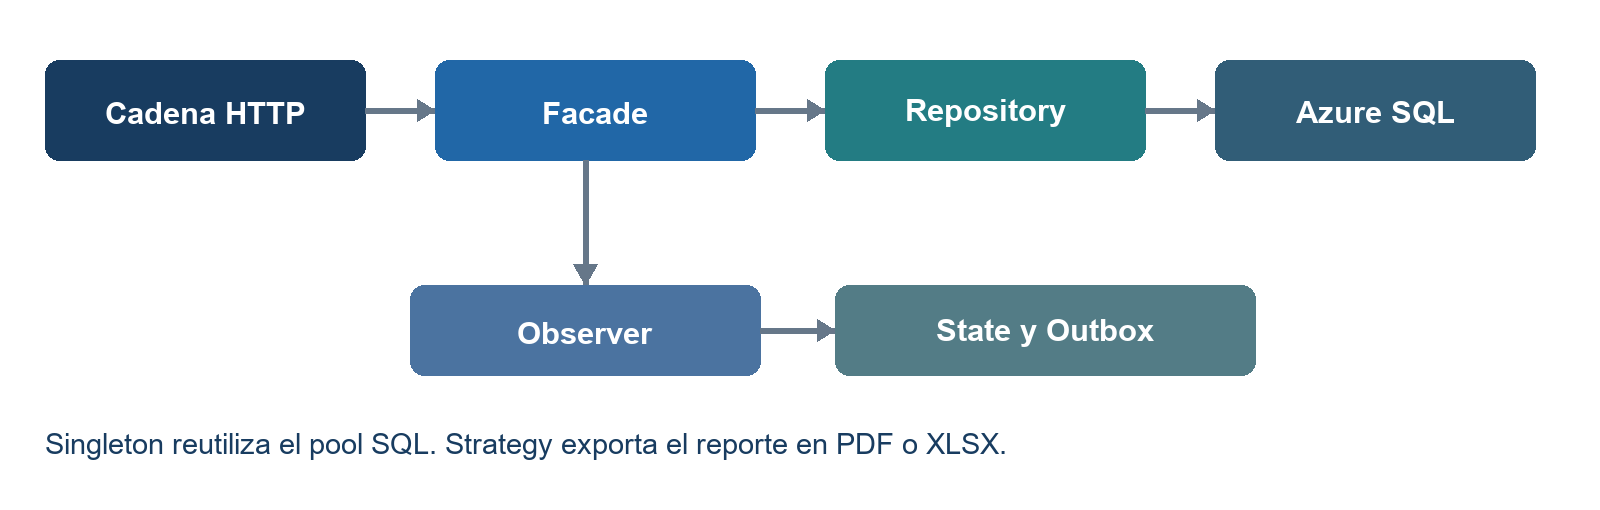 Cadena HTTP
Facade
Repository
Azure SQL
Observer
State y Outbox
Singleton reutiliza el pool SQL. Strategy exporta el reporte en PDF o XLSX.